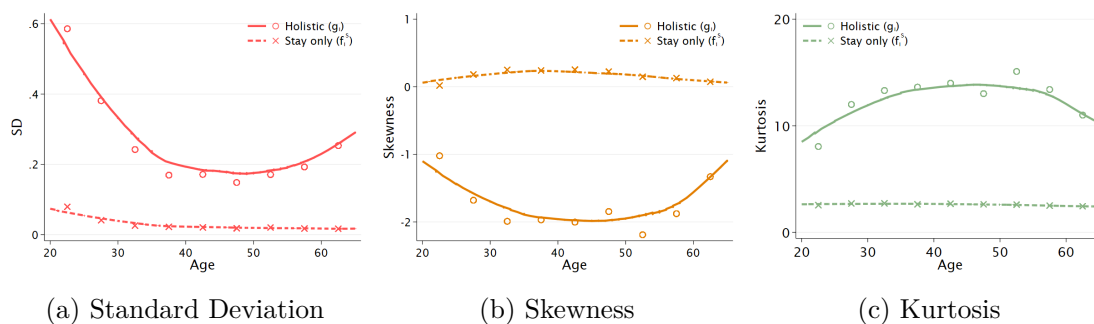 .6
.4
.2
0
SD
20 30 40 50 60
Age
Holistic (gᵢ)
Stay only (fᵢˢ)
(a) Standard Deviation
1
0
-1
-2
Skewness
20 30 40 50 60
Age
Holistic (gᵢ)
Stay only (fᵢˢ)
(b) Skewness
20
10
0
Kurtosis
20 30 40 50 60
Age
Holistic (gᵢ)
Stay only (fᵢˢ)
(c) Kurtosis